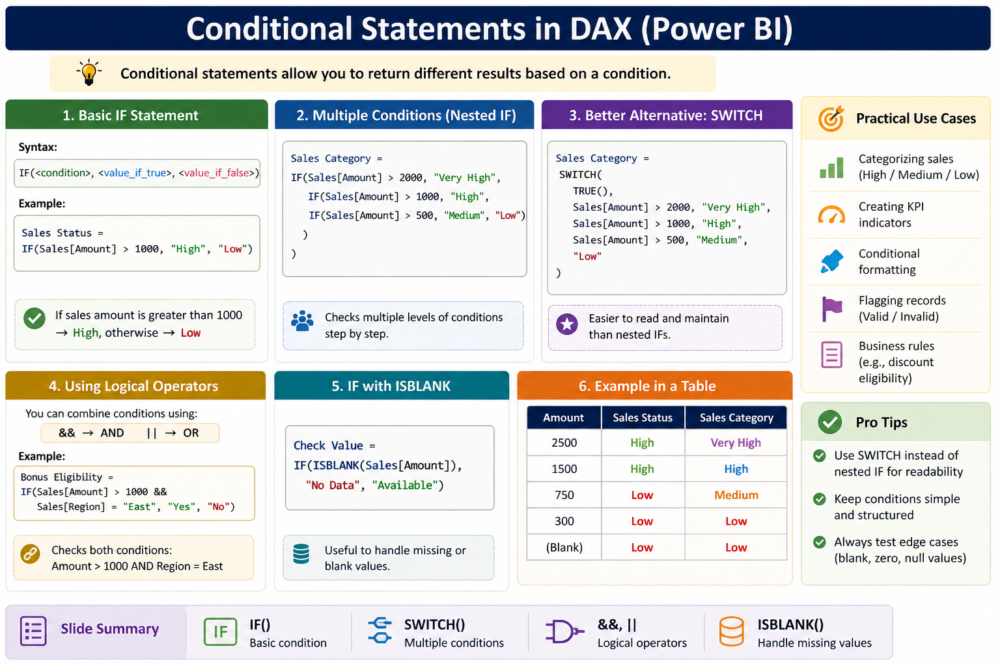 Conditional Statements in DAX (Power BI)
Conditional statements allow you to return different results based on a condition.
1. Basic IF Statement
Syntax:
IF(<condition>, <value_if_true>, <value_if_false>)
Example:
Sales Status =
IF(Sales[Amount] > 1000, "High", "Low")
If sales amount is greater than 1000
→ High, otherwise → Low
2. Multiple Conditions (Nested IF)
Sales Category =
IF(Sales[Amount] > 2000, "Very High",
IF(Sales[Amount] > 1000, "High",
IF(Sales[Amount] > 500, "Medium", "Low")
)
)
Checks multiple levels of conditions
step by step.
3. Better Alternative: SWITCH
Sales Category =
SWITCH(
TRUE(),
Sales[Amount] > 2000, "Very High",
Sales[Amount] > 1000, "High",
Sales[Amount] > 500, "Medium",
"Low"
)
Easier to read and maintain
than nested IFs.
Practical Use Cases
Categorizing sales
(High / Medium / Low)
Creating KPI
indicators
Conditional
formatting
Flagging records
(Valid / Invalid)
Business rules
(e.g., discount
eligibility)
4. Using Logical Operators
You can combine conditions using:
&& → AND || → OR
Example:
Bonus Eligibility =
IF(Sales[Amount] > 1000 &&
Sales[Region] = "East", "Yes", "No")
Checks both conditions:
Amount > 1000 AND Region = East
5. IF with ISBLANK
Check Value =
IF(ISBLANK(Sales[Amount]),
"No Data", "Available")
Useful to handle missing or
blank values.
6. Example in a Table
Amount Sales Status Sales Category
2500 High Very High
1500 High High
750 Low Medium
300 Low Low
(Blank) Low Low
Pro Tips
Use SWITCH instead of
nested IF for readability
Keep conditions simple
and structured
Always test edge cases
(blank, zero, null values)
Slide Summary
IF
IF()
Basic condition
SWITCH()
Multiple conditions
&&, ||
Logical operators
ISBLANK()
Handle missing values